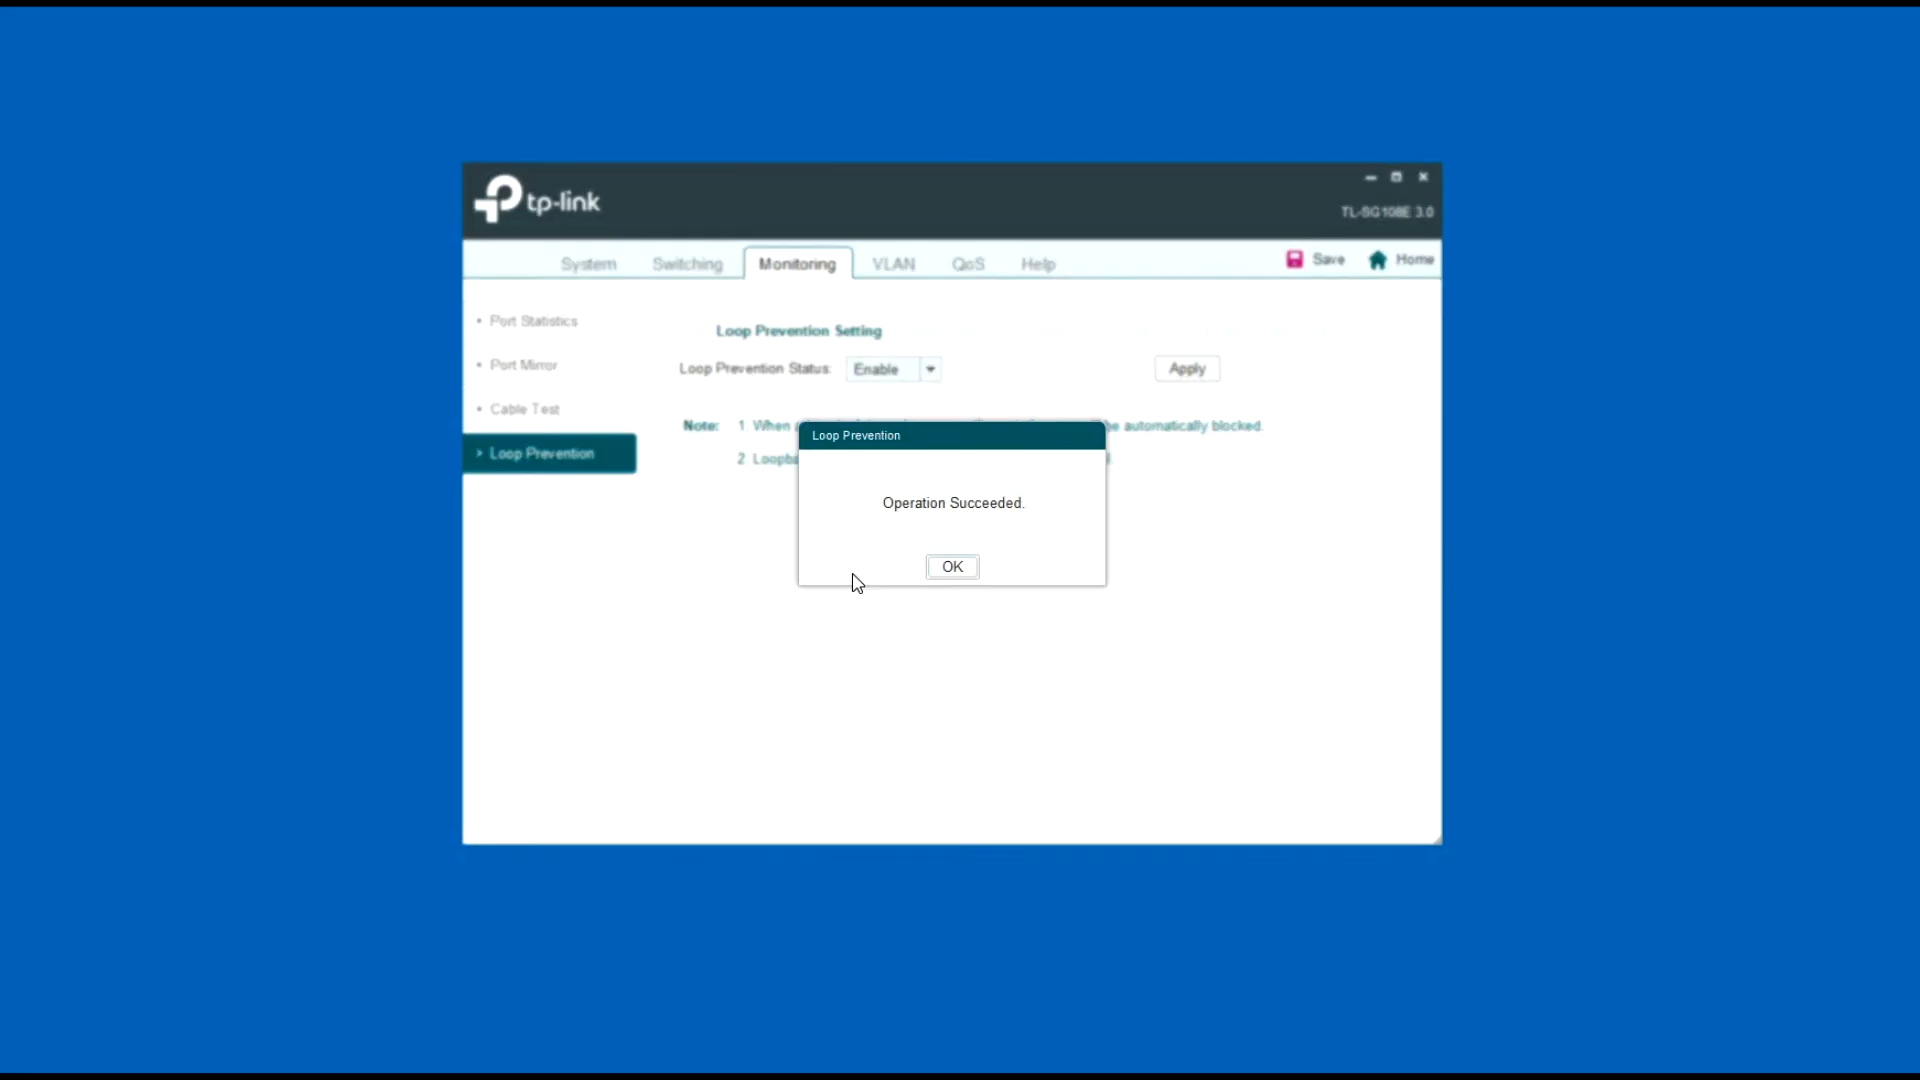 tp-link
TL-SG108E 3.0
System Switching Monitoring VLAN QoS Help Save Home
Port Statistics
Port Mirror
Cable Test
Loop Prevention
Loop Prevention Setting
Loop Prevention Status: Enable Apply
Note: 1. When be automatically blocked.
2. Loopba
Loop Prevention
Operation Succeeded.
OK